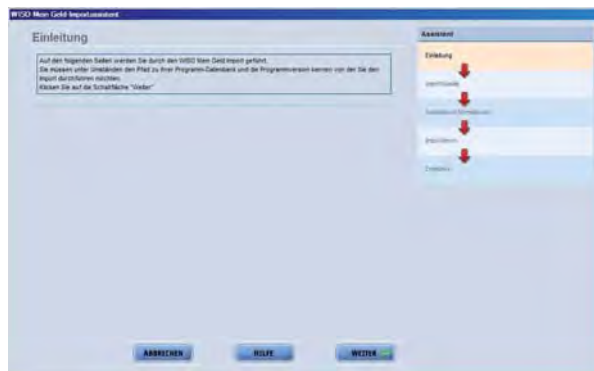 WISO Mein Geld Importassistent
Einleitung
Auf den folgenden Seiten werden Sie durch den WISO Mein Geld Import geführt.
Sie müssen unter Umständen den Pfad zu Ihrer Programm-Datenbank und die Programmversion kennen von der Sie den
Import durchführen möchten.
Klicken Sie auf die Schaltfläche "Weiter"
Assistent
Einleitung
ABBRECHEN
HILFE
WEITER